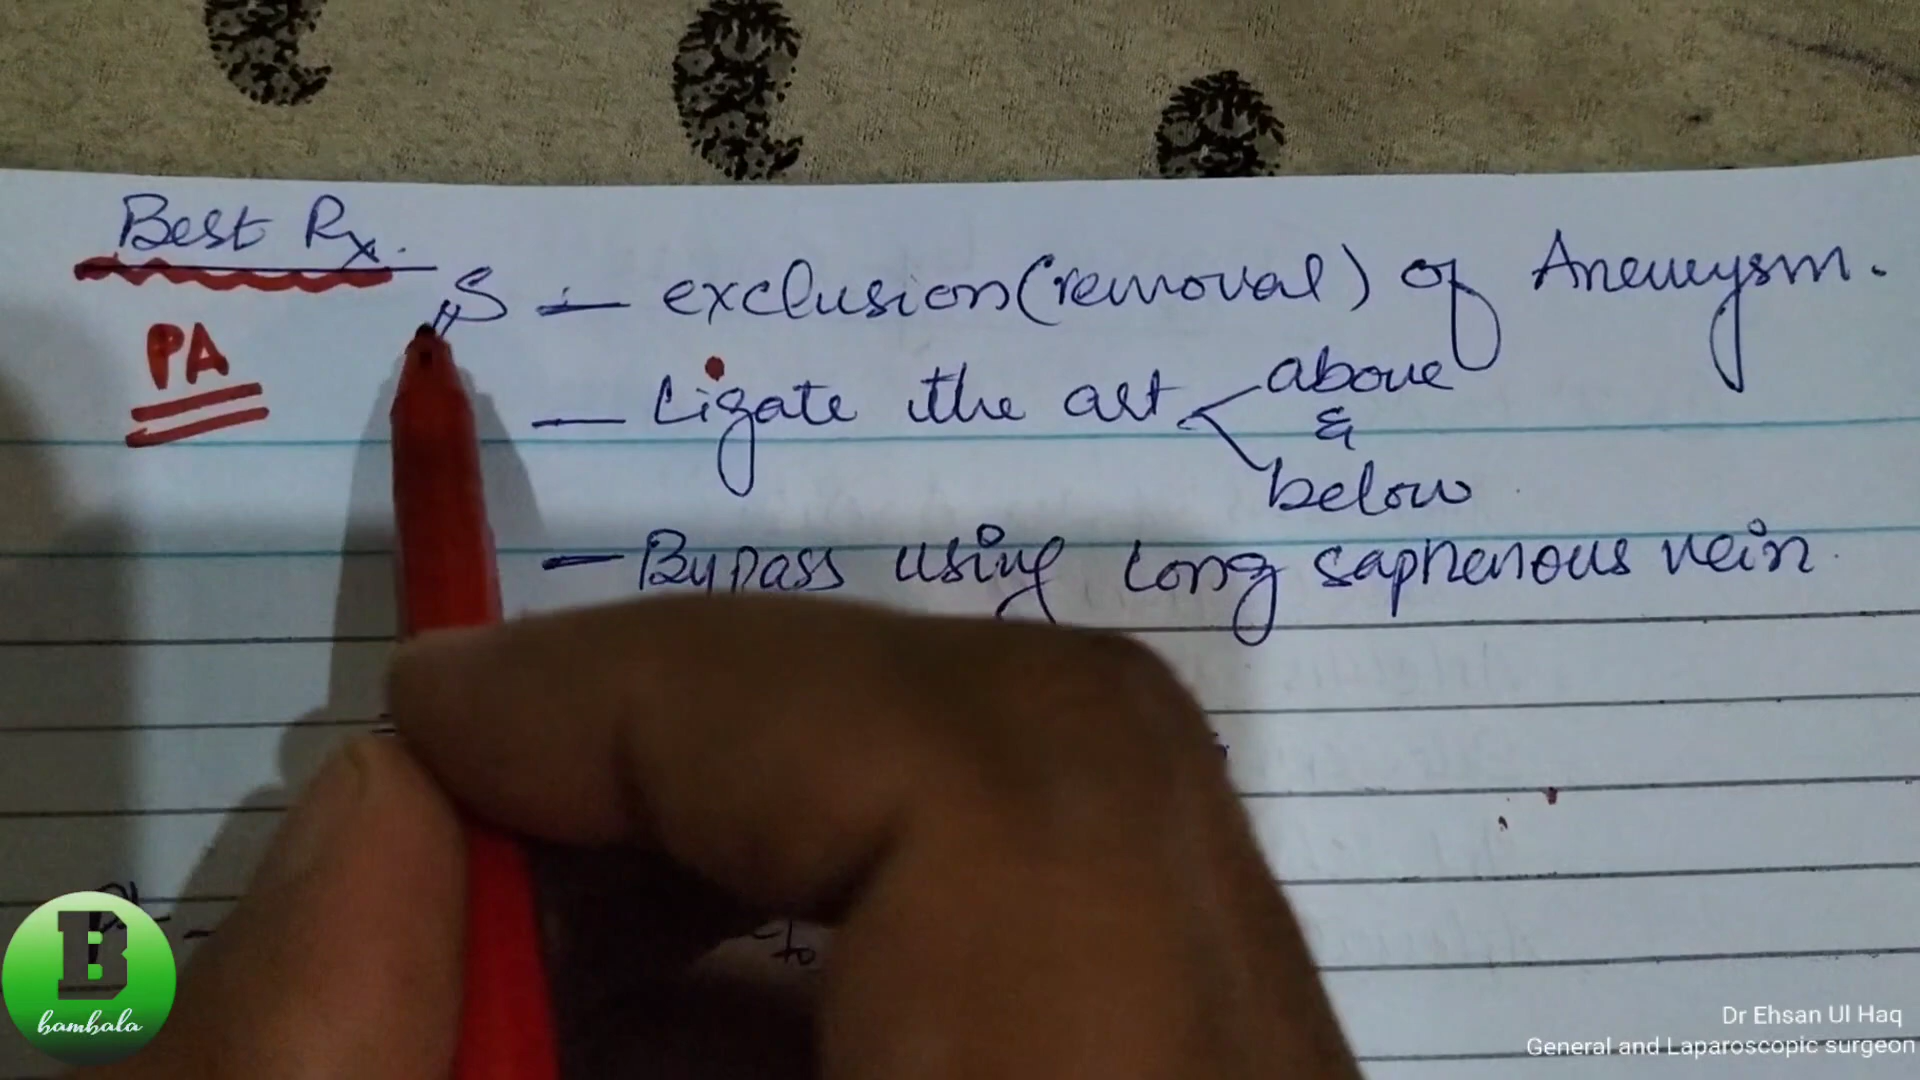 Best Rx.
S - exclusion (removal) of Aneurysm.
PA
- Ligate the art < above & below
- Bypass using long saphenous vein.
B
bambala
Dr Ehsan Ul Haq
General and Laparoscopic surgeon